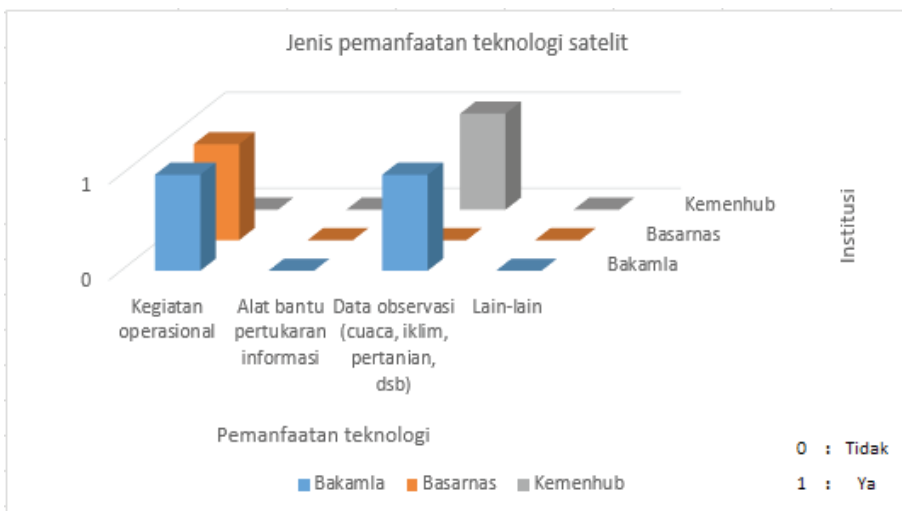 Jenis pemanfaatan teknologi satelit
1
0
Kemenhub
Basarnas
Bakamla
Institusi
Kegiatan
operasional
Alat bantu
pertukaran
informasi
Data observasi
(cuaca, iklim,
pertanian,
dsb)
Lain-lain
Pemanfaatan teknologi
Bakamla Basarnas Kemenhub
0 : Tidak
1 : Ya